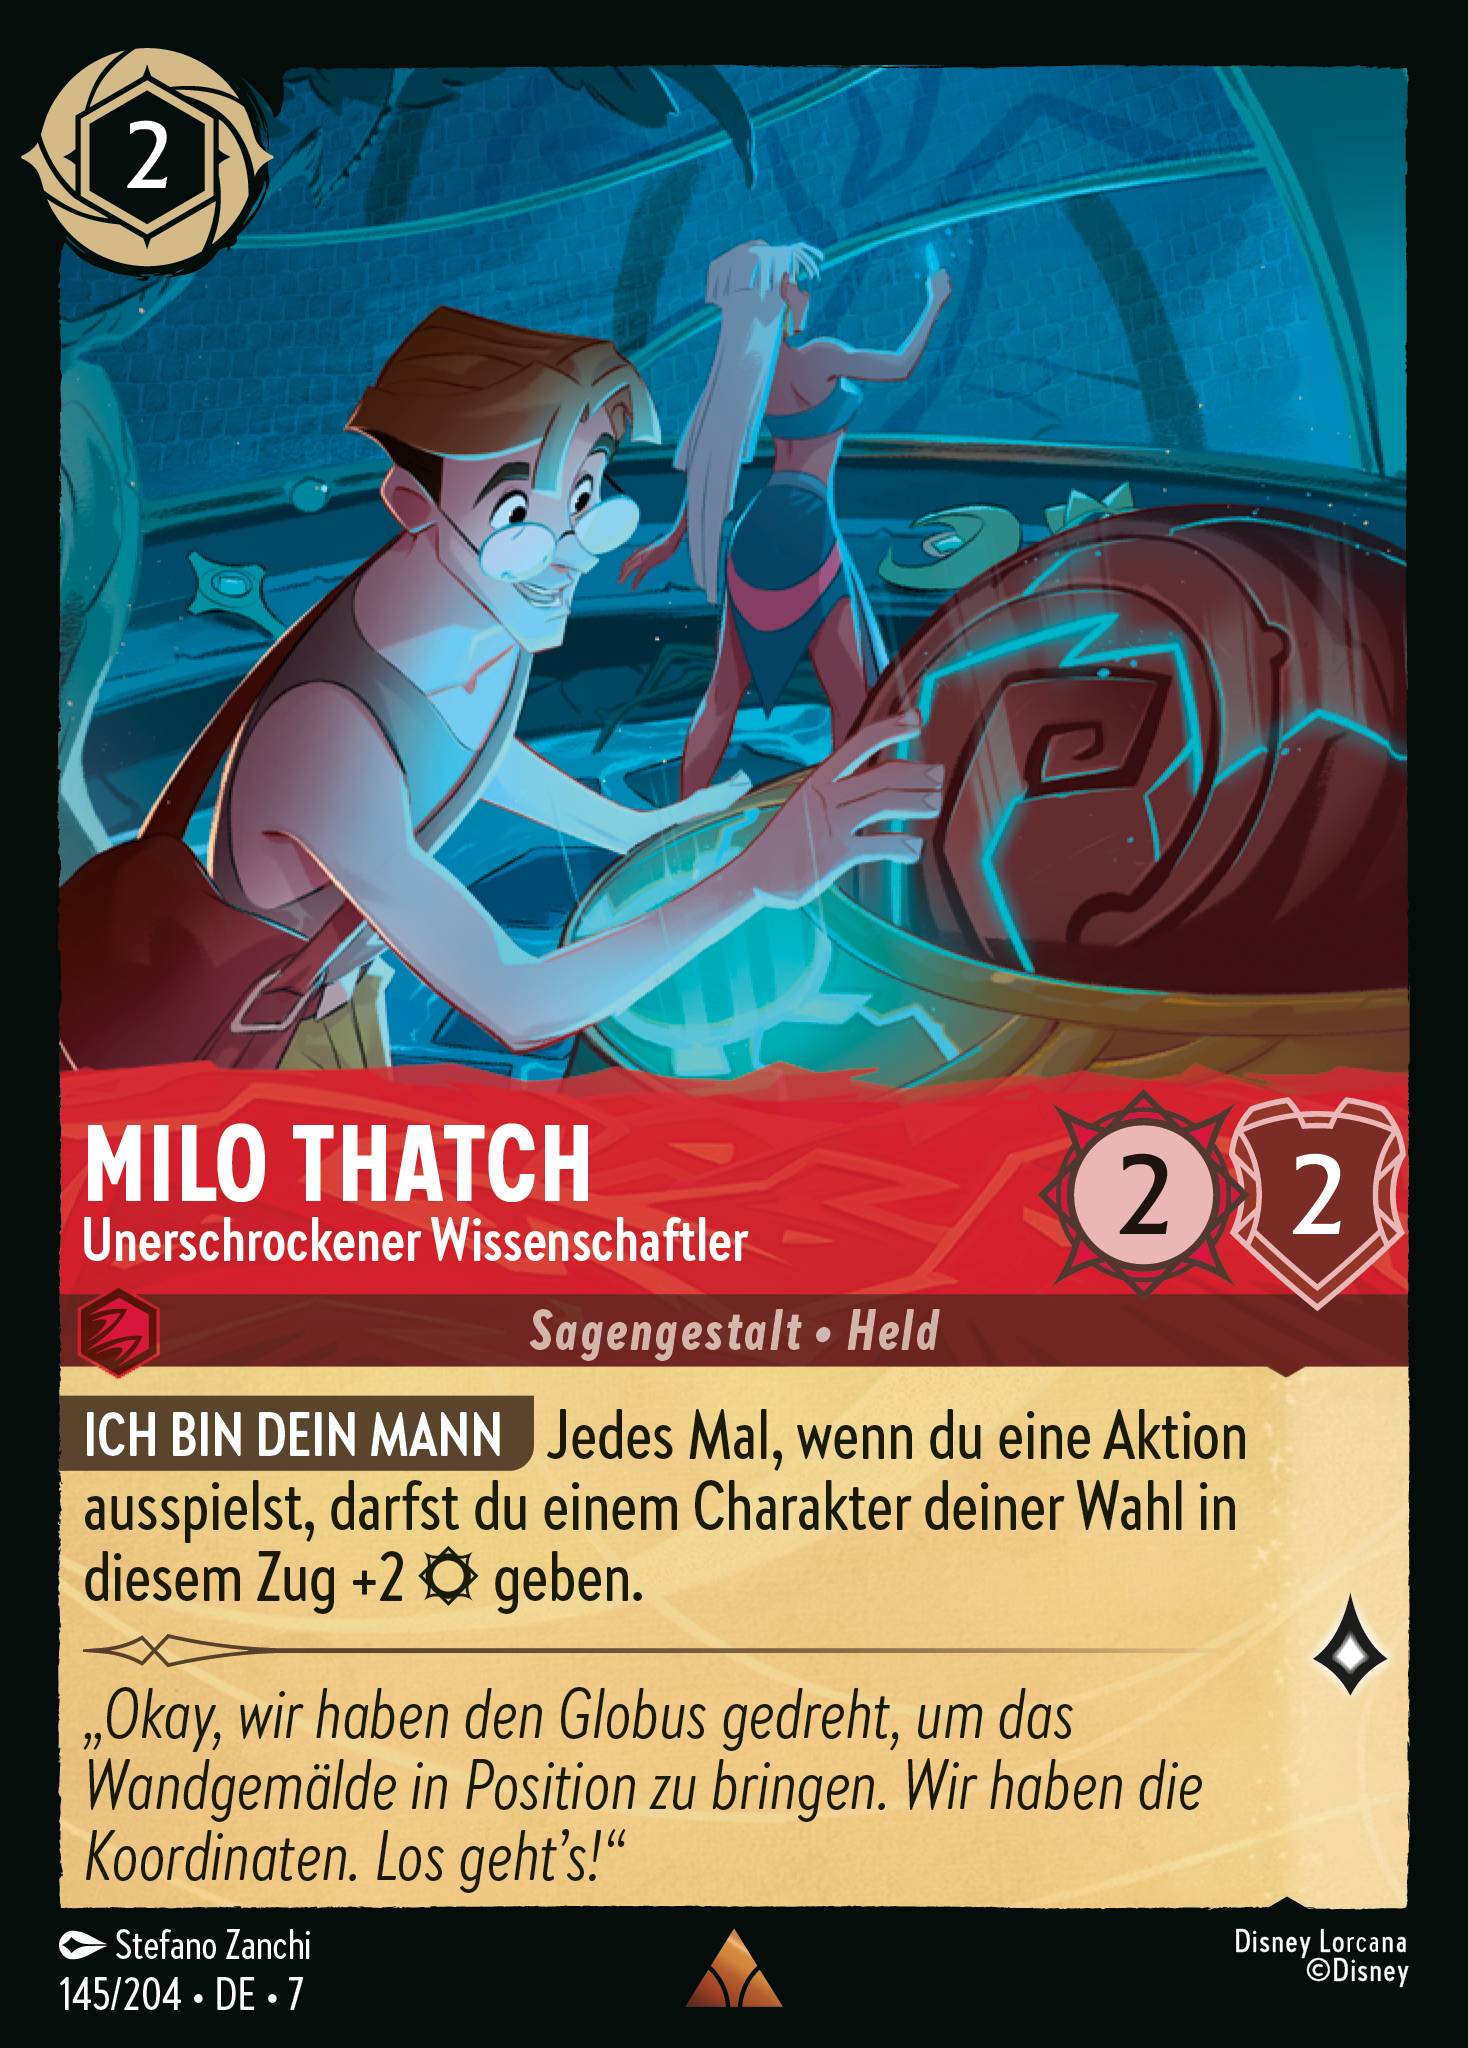 2
MILO THATCH
Unerschrockener Wissenschaftler
2 2
Sagengestalt • Held
ICH BIN DEIN MANN Jedes Mal, wenn du eine Aktion
ausspielst, darfst du einem Charakter deiner Wahl in
diesem Zug +2 geben.
„Okay, wir haben den Globus gedreht, um das
Wandgemälde in Position zu bringen. Wir haben die
Koordinaten. Los geht’s!“
Stefano Zanchi
145/204 • DE • 7
Disney Lorcana
©Disney